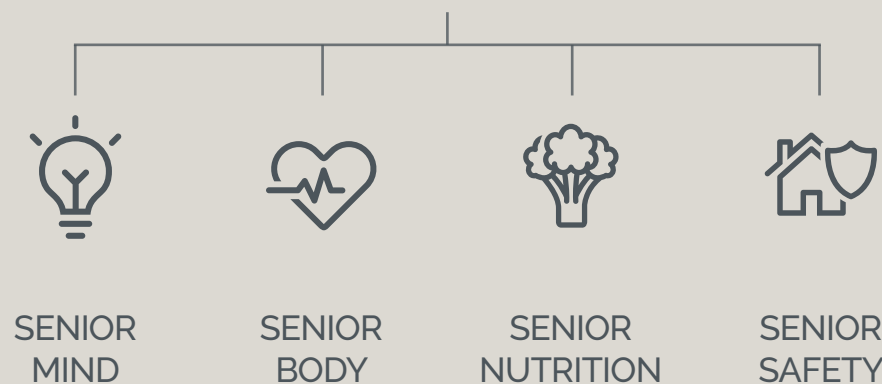 SENIOR
MIND
SENIOR
BODY
SENIOR
NUTRITION
SENIOR
SAFETY